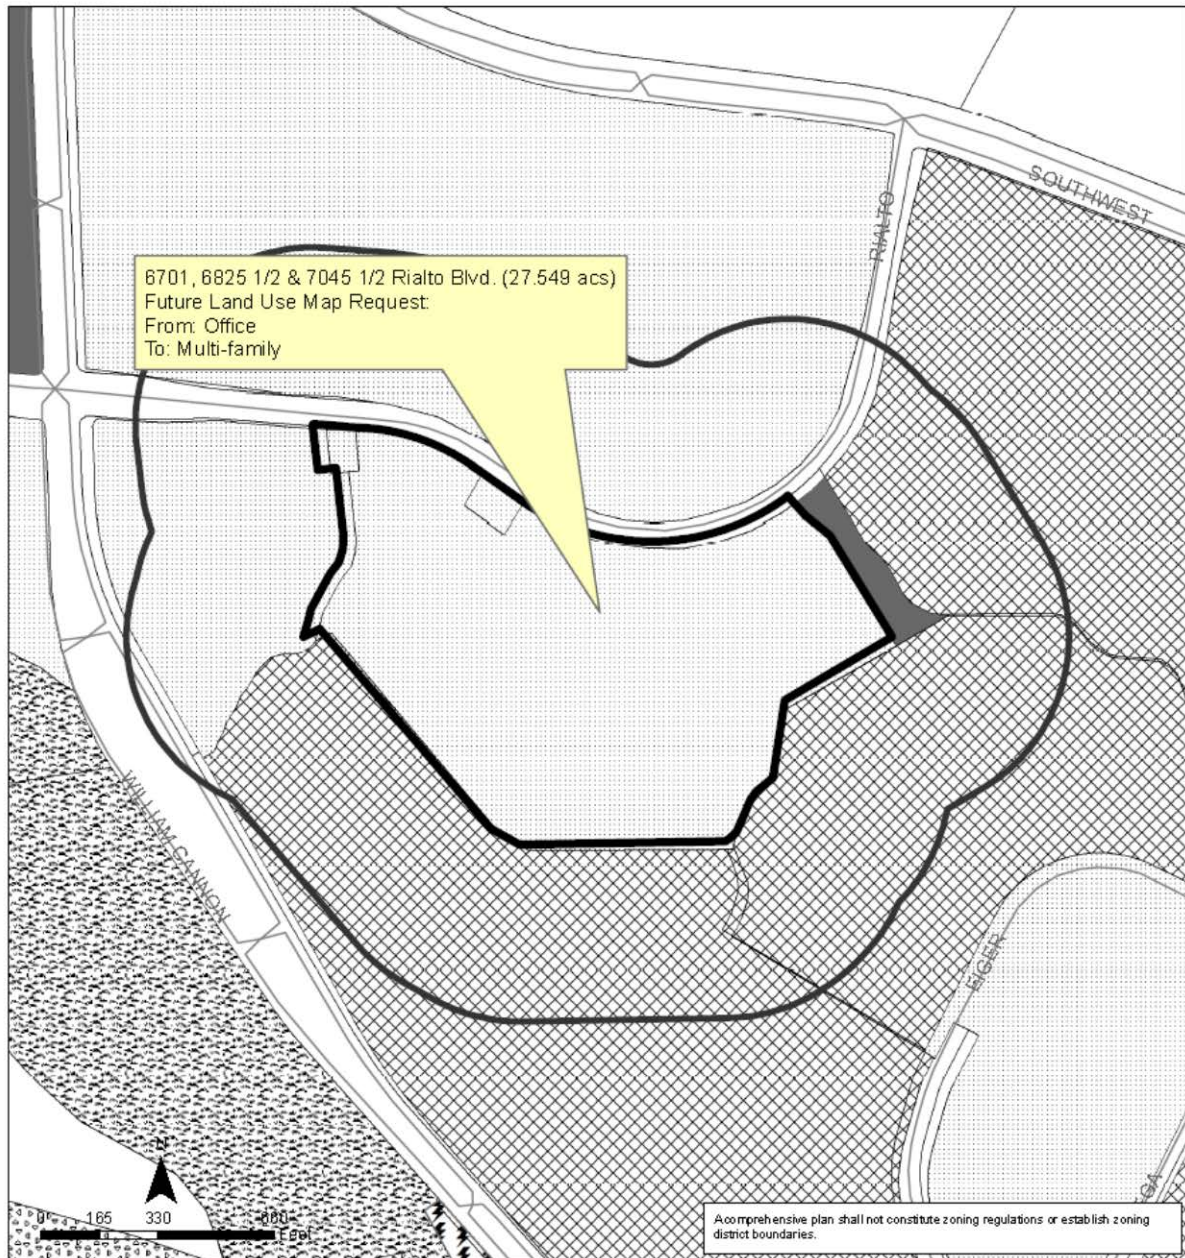 SOUTHWEST
RIALTO
6701, 6825 1/2 & 7045 1/2 Rialto Blvd. (27.549 acs)
Future Land Use Map Request:
From: Office
To: Multi-family
WILLIAM CANNON
EIGER
N
0 165 330 660
Feet
A comprehensive plan shall not constitute zoning regulations or establish zoning
district boundaries.